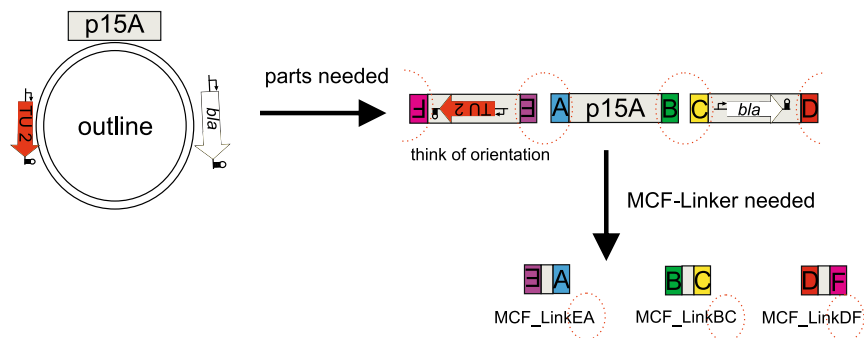 p15A
TU 2
outline
bla
parts needed
F TU 2 E A p15A B C bla D
think of orientation
MCF-Linker needed
E A B C D F
MCF_LinkEA MCF_LinkBC MCF_LinkDF